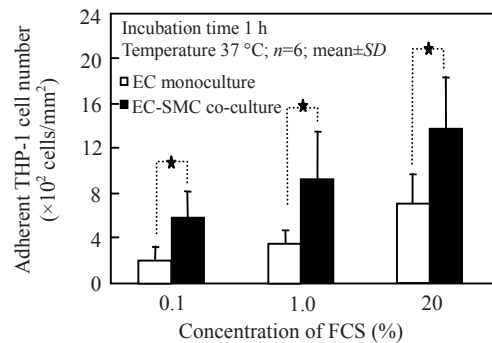 24
20
16
12
8
4
0
Adherent THP-1 cell number
(×10² cells/mm²)
Incubation time 1 h
Temperature 37 °C; n=6; mean±SD
EC monoculture
EC-SMC co-culture
★
★
★
0.1
1.0
20
Concentration of FCS (%)